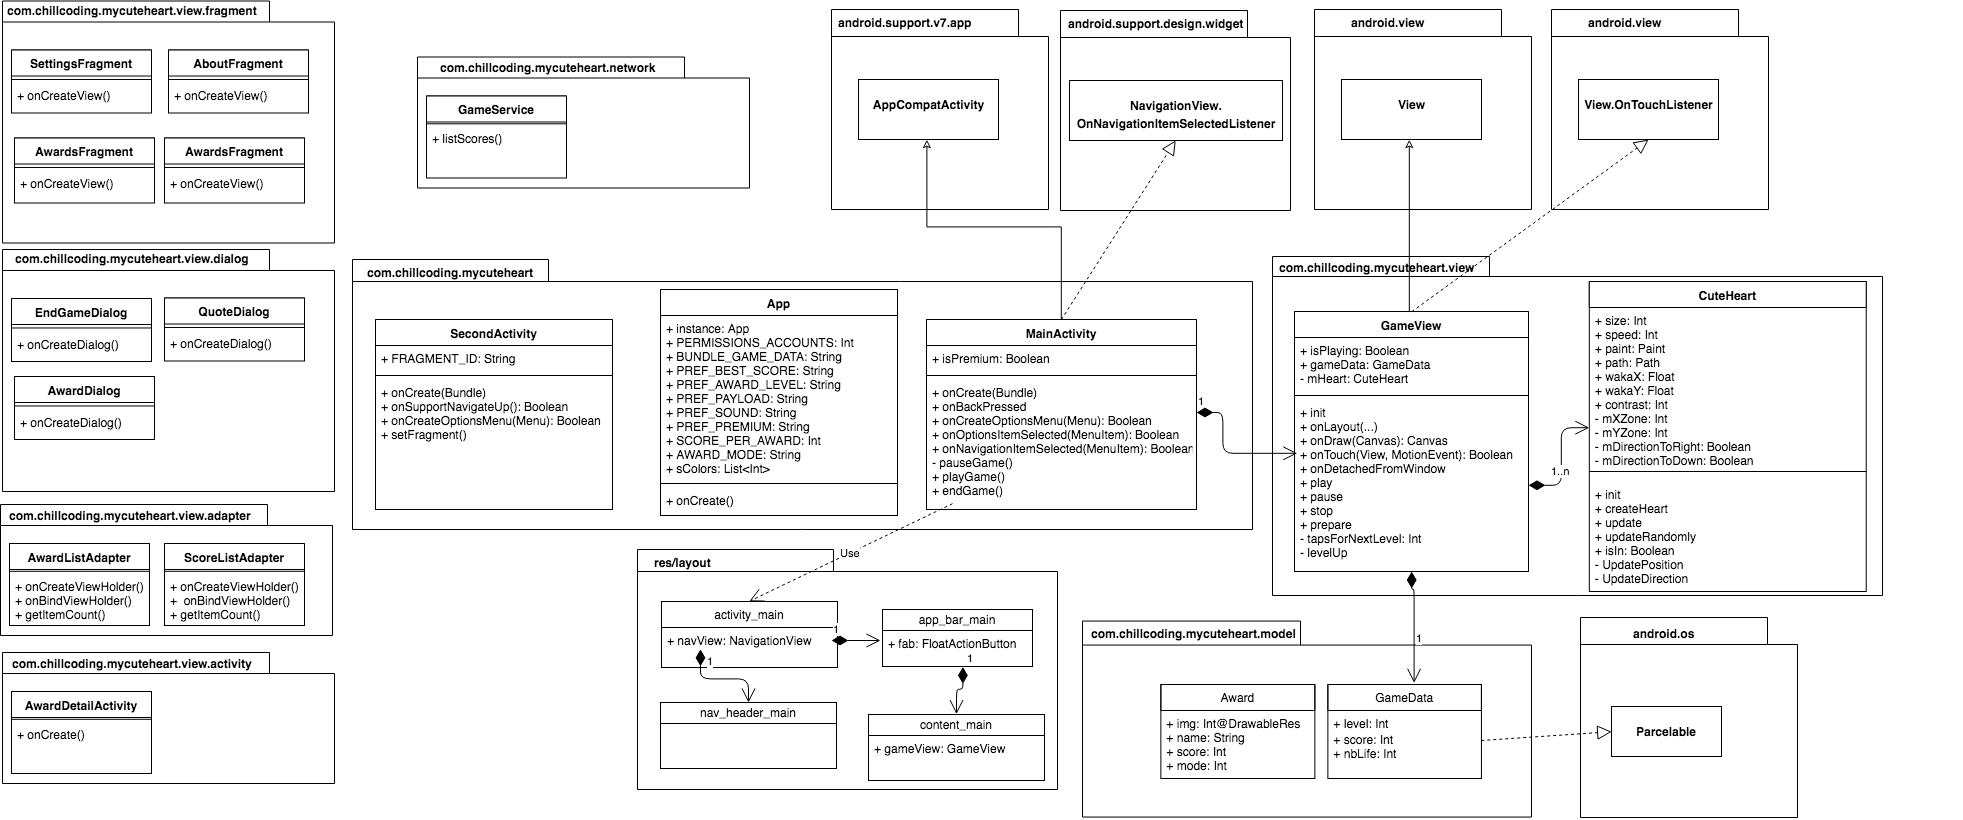 com.chillcoding.mycuteheart.view.fragment
SettingsFragment
+ onCreateView()
AboutFragment
+ onCreateView()
AwardsFragment
+ onCreateView()
AwardsFragment
+ onCreateView()
com.chillcoding.mycuteheart.view.dialog
EndGameDialog
+ onCreateDialog()
QuoteDialog
+ onCreateDialog()
AwardDialog
+ onCreateDialog()
com.chillcoding.mycuteheart.view.adapter
AwardListAdapter
+ onCreateViewHolder()
+ onBindViewHolder()
+ getItemCount()
ScoreListAdapter
+ onCreateViewHolder()
+ onBindViewHolder()
+ getItemCount()
com.chillcoding.mycuteheart.view.activity
AwardDetailActivity
+ onCreate()
com.chillcoding.mycuteheart.network
GameService
+ listScores()
android.support.v7.app
AppCompatActivity
android.support.design.widget
NavigationView.
OnNavigationItemSelectedListener
android.view
View
android.view
View.OnTouchListener
com.chillcoding.mycuteheart
SecondActivity
+ FRAGMENT_ID: String
+ onCreate(Bundle)
+ onSupportNavigateUp(): Boolean
+ onCreateOptionsMenu(Menu): Boolean
+ setFragment()
App
+ instance: App
+ PERMISSIONS_ACCOUNTS: Int
+ BUNDLE_GAME_DATA: String
+ PREF_BEST_SCORE: String
+ PREF_AWARD_LEVEL: String
+ PREF_PAYLOAD: String
+ PREF_SOUND: String
+ PREF_PREMIUM: String
+ SCORE_PER_AWARD: Int
+ AWARD_MODE: String
+ sColors: List<Int>
+ onCreate()
MainActivity
+ isPremium: Boolean
+ onCreate(Bundle)
+ onBackPressed
+ onCreateOptionsMenu(Menu): Boolean
+ onOptionsItemSelected(MenuItem): Boolean
+ onNavigationItemSelected(MenuItem): Boolean
- pauseGame()
+ playGame()
+ endGame()
1
com.chillcoding.mycuteheart.view
GameView
+ isPlaying: Boolean
+ gameData: GameData
- mHeart: CuteHeart
+ init
+ onLayout(...)
+ onDraw(Canvas): Canvas
+ onTouch(View, MotionEvent): Boolean
+ onDetachedFromWindow
+ play
+ pause
+ stop
+ prepare
- tapsForNextLevel: Int
- levelUp
1..n
CuteHeart
+ size: Int
+ speed: Int
+ paint: Paint
+ path: Path
+ wakaX: Float
+ wakaY: Float
+ contrast: Int
- mXZone: Int
- mYZone: Int
- mDirectionToRight: Boolean
- mDirectionToDown: Boolean
+ init
+ createHeart
+ update
+ updateRandomly
+ isIn: Boolean
- UpdatePosition
- UpdateDirection
Use
res/layout
activity_main
+ navView: NavigationView
1
1
app_bar_main
+ fab: FloatActionButton
1
nav_header_main
content_main
+ gameView: GameView
1
com.chillcoding.mycuteheart.model
Award
+ img: Int@DrawableRes
+ name: String
+ score: Int
+ mode: Int
GameData
+ level: Int
+ score: Int
+ nbLife: Int
android.os
Parcelable